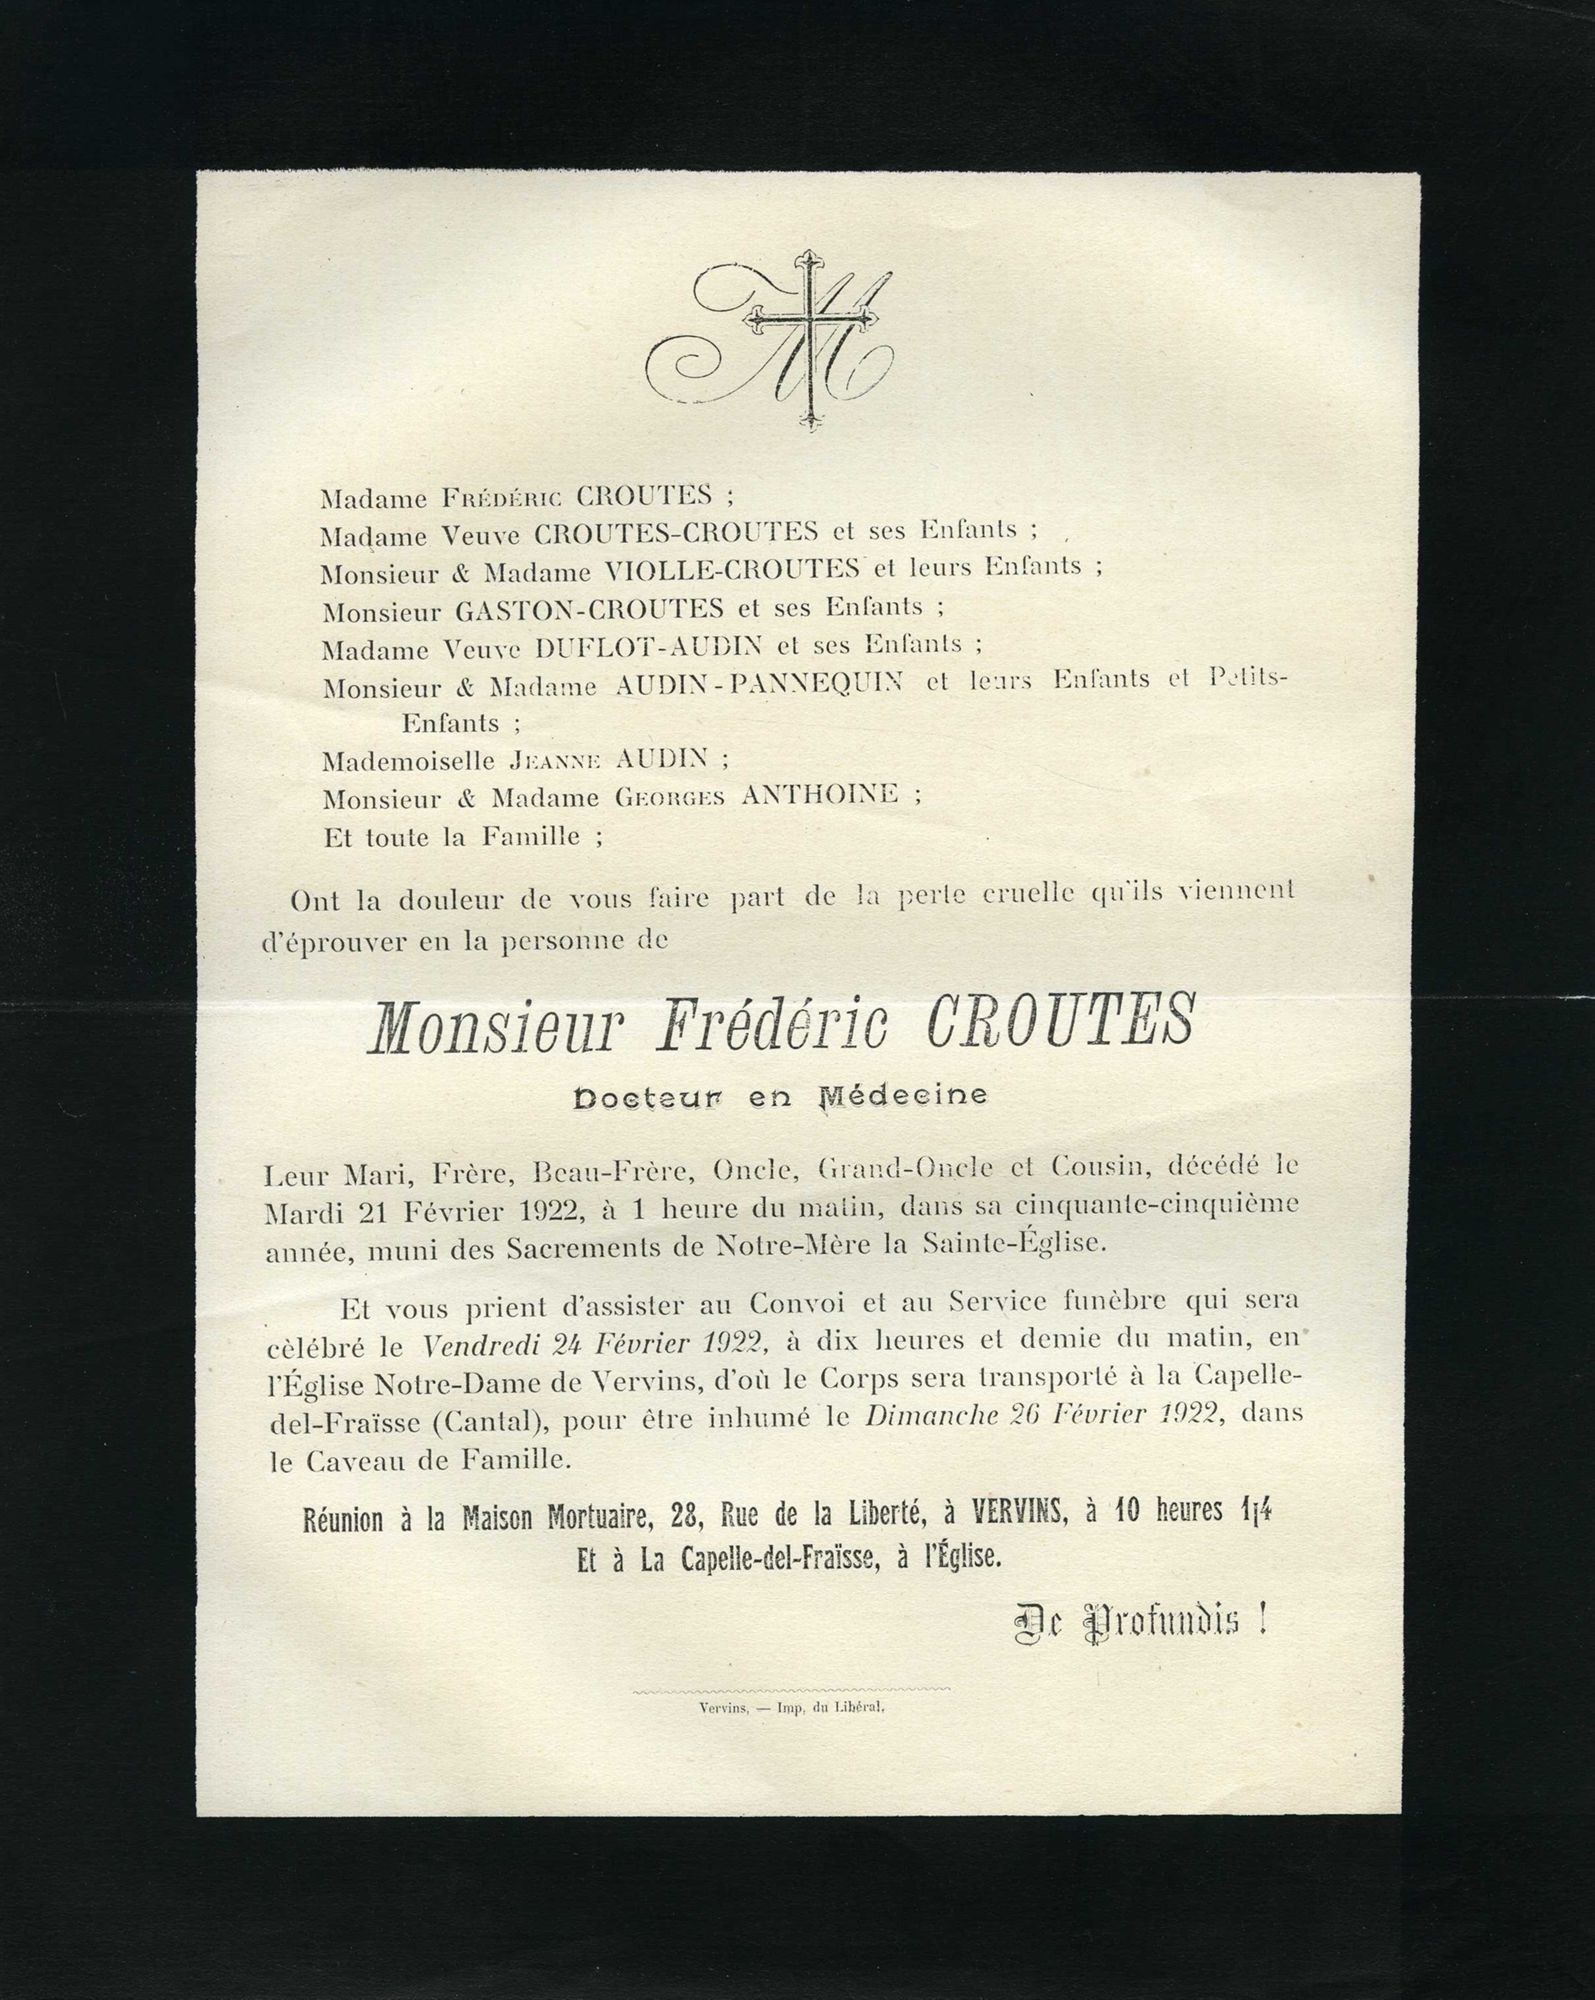 M
Madame FRÉDÉRIC CROUTES ;
Madame Veuve CROUTES-CROUTES et ses Enfants ;
Monsieur & Madame VIOLLE-CROUTES et leurs Enfants ;
Monsieur GASTON-CROUTES et ses Enfants ;
Madame Veuve DUFLOT-AUDIN et ses Enfants ;
Monsieur & Madame AUDIN-PANNEQUIN et leurs Enfants et Petits-
Enfants ;
Mademoiselle JEANNE AUDIN ;
Monsieur & Madame GEORGES ANTHOINE ;
Et toute la Famille ;
Ont la douleur de vous faire part de la perte cruelle qu'ils viennent
d'éprouver en la personne de
Monsieur Frédéric CROUTES
Docteur en Médecine
Leur Mari, Frère, Beau-Frère, Oncle, Grand-Oncle et Cousin, décédé le
Mardi 21 Février 1922, à 1 heure du matin, dans sa cinquante-cinquième
année, muni des Sacrements de Notre-Mère la Sainte-Église.
Et vous prient d'assister au Convoi et au Service funèbre qui sera
cèlébré le Vendredi 24 Février 1922, à dix heures et demie du matin, en
l'Église Notre-Dame de Vervins, d'où le Corps sera transporté à la Capelle-
del-Fraïsse (Cantal), pour être inhumé le Dimanche 26 Février 1922, dans
le Caveau de Famille.
Réunion à la Maison Mortuaire, 28, Rue de la Liberté, à VERVINS, à 10 heures 1/4
Et à La Capelle-del-Fraïsse, à l'Église.
De Profundis !
Vervins, — Imp. du Libéral.